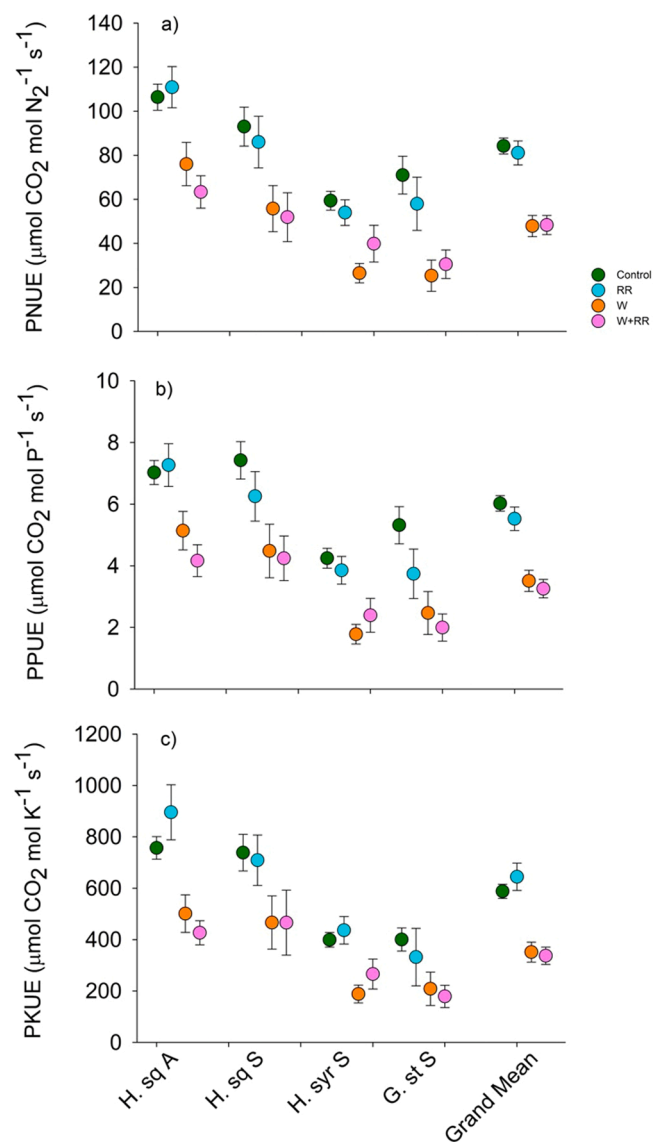 a)
PNUE (μmol CO₂ mol N₂⁻¹ s⁻¹)
140
120
100
80
60
40
20
0
Control
RR
W
W+RR
b)
PPUE (μmol CO₂ mol P⁻¹ s⁻¹)
10
8
6
4
2
0
c)
PKUE (μmol CO₂ mol K⁻¹ s⁻¹)
1200
1000
800
600
400
200
0
H. sq A
H. sq S
H. syr S
G. st S
Grand Mean